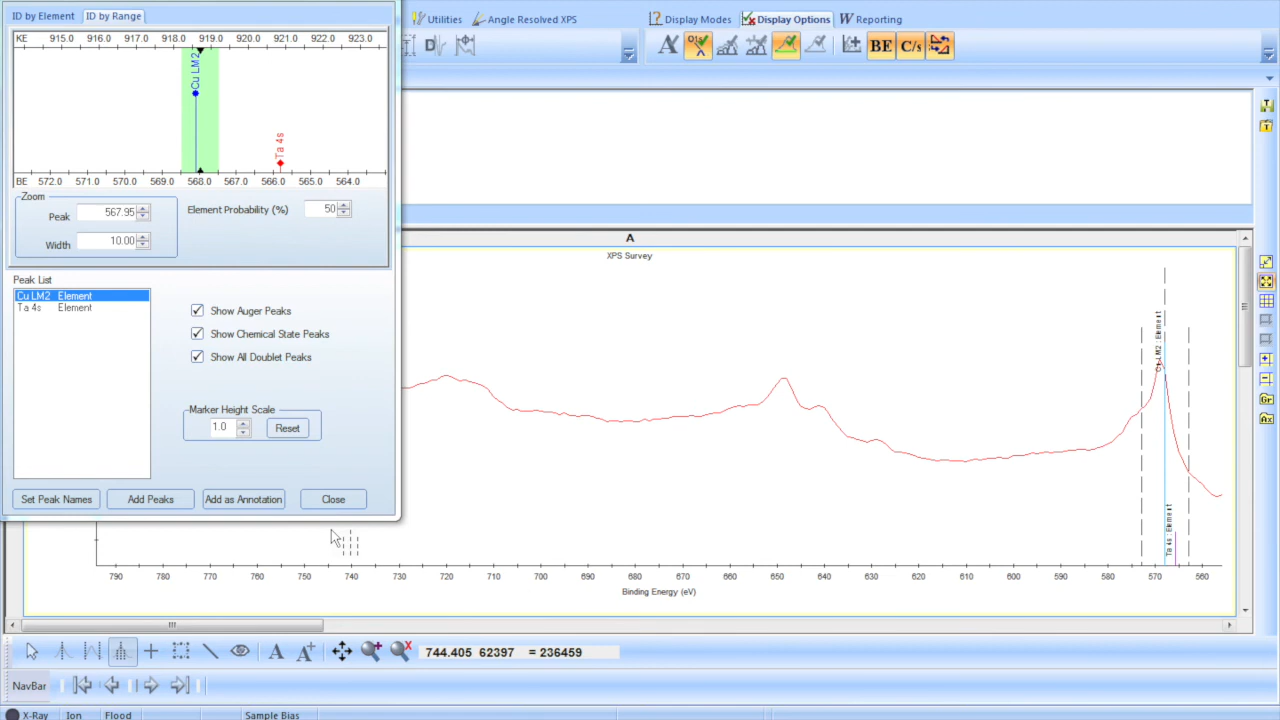 ID by Element ID by Range
Utilities Angle Resolved XPS Display Modes Display Options Reporting
KE 915.0 916.0 917.0 918.0 919.0 920.0 921.0 922.0 923.0
BE C/s
Cu LM2
Ta 4s
BE 572.0 571.0 570.0 569.0 568.0 567.0 566.0 565.0 564.0
Zoom
Peak 567.95
Width 10.00
Element Probability (%) 50
A
XPS Survey
Peak List
Cu LM2 Element
Ta 4s Element
Show Auger Peaks
Show Chemical State Peaks
Show All Doublet Peaks
Marker Height Scale
1.0 Reset
Set Peak Names Add Peaks Add as Annotation Close
Cu LM2 : Element
Ta 4s : Element
790 780 770 760 750 740 730 720 710 700 690 680 670 660 650 640 630 620 610 600 590 580 570 560
Binding Energy (eV)
744.405 62397 = 236459
NavBar
X-Ray Ion Flood Sample Bias
Gr
Ax